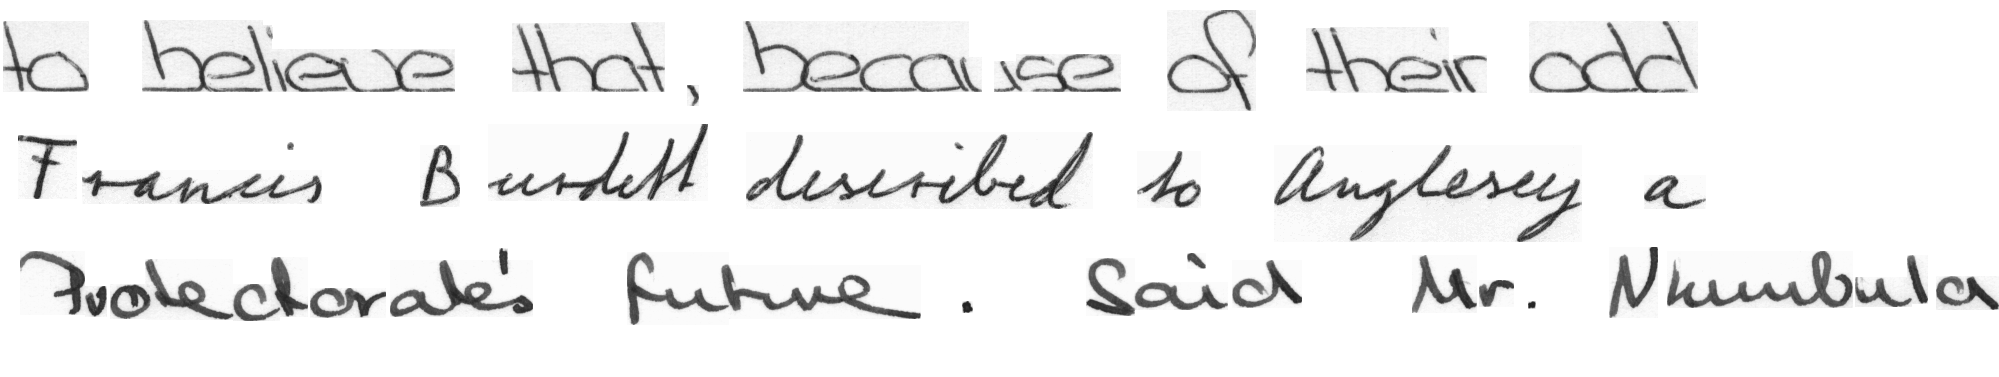 to believe that, because of their odd
Francis Burdett described to Anglesey a
Protectorate's future. Said Mr. Nkumbula